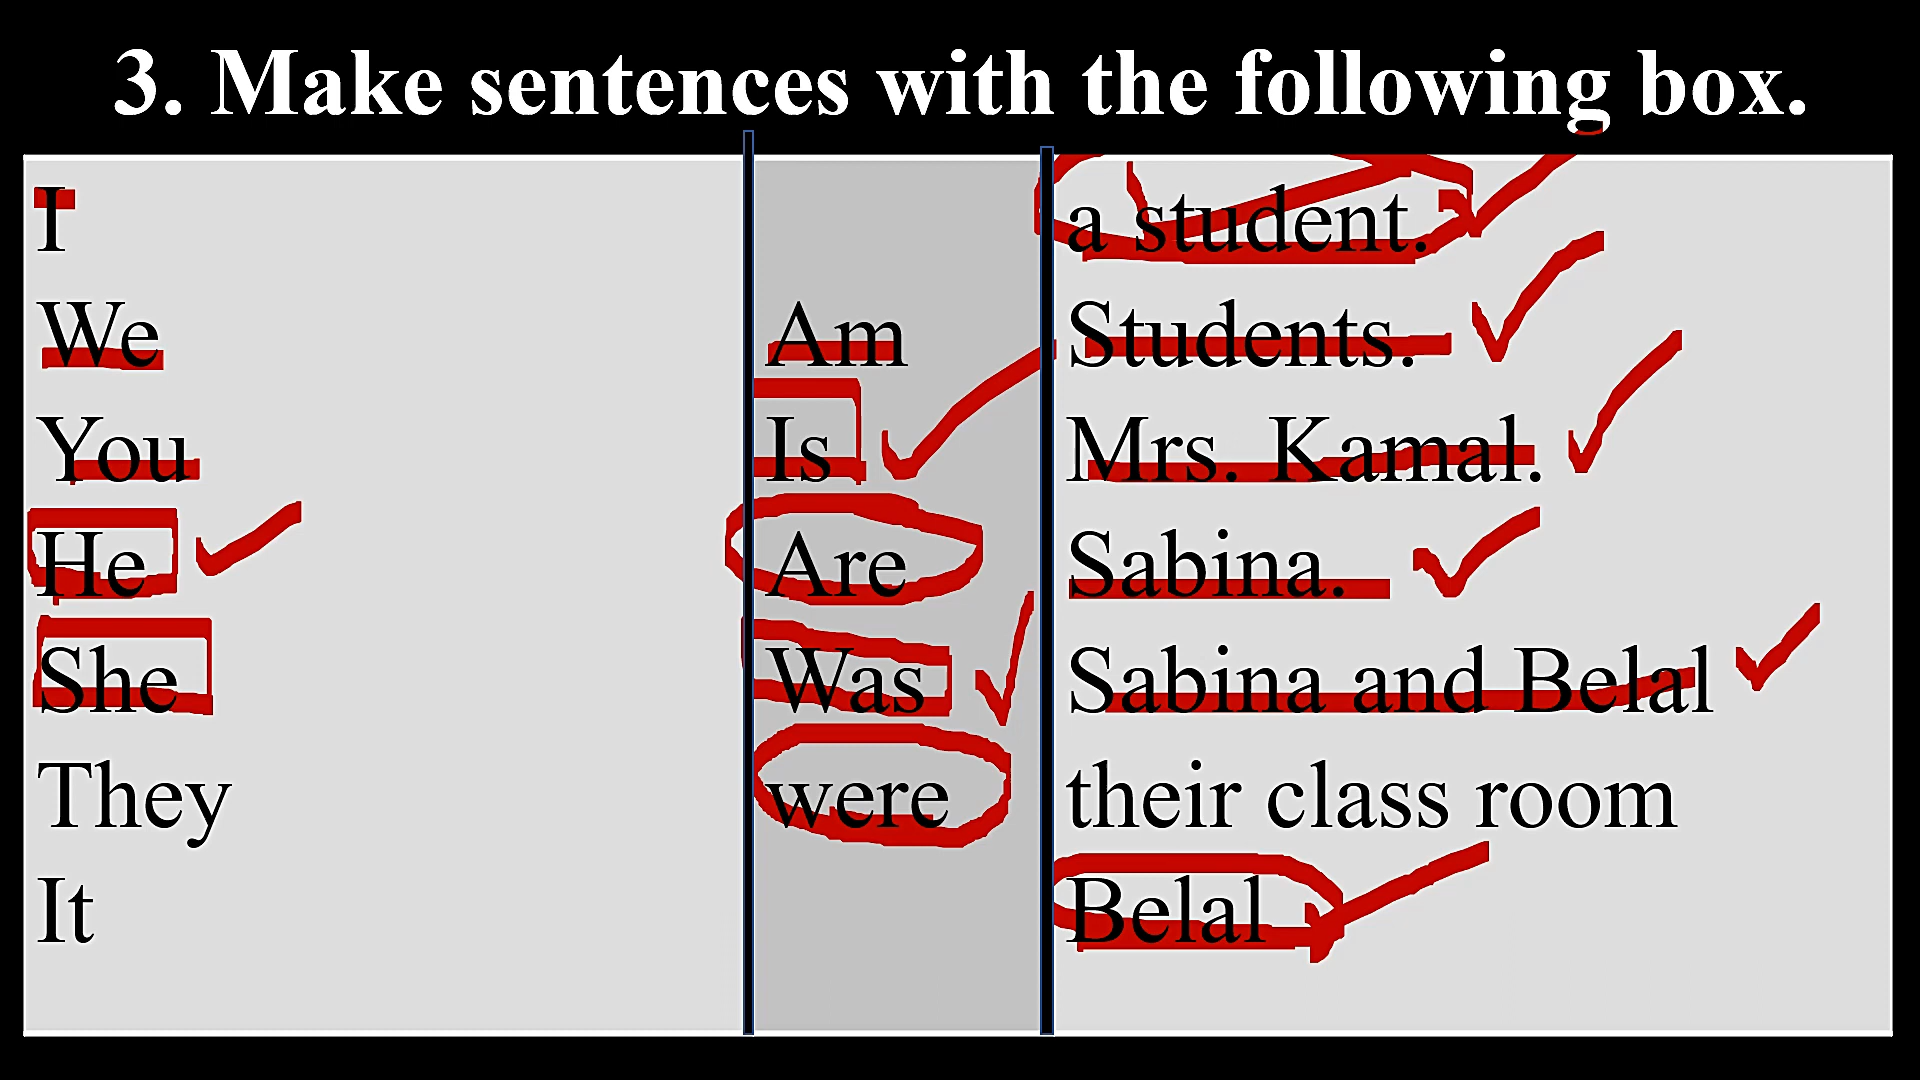 3. Make sentences with the following box.
I
We
You
He
She
They
It
Am
Is
Are
Was
were
a student.
Students.
Mrs. Kamal.
Sabina.
Sabina and Belal
their class room
Belal